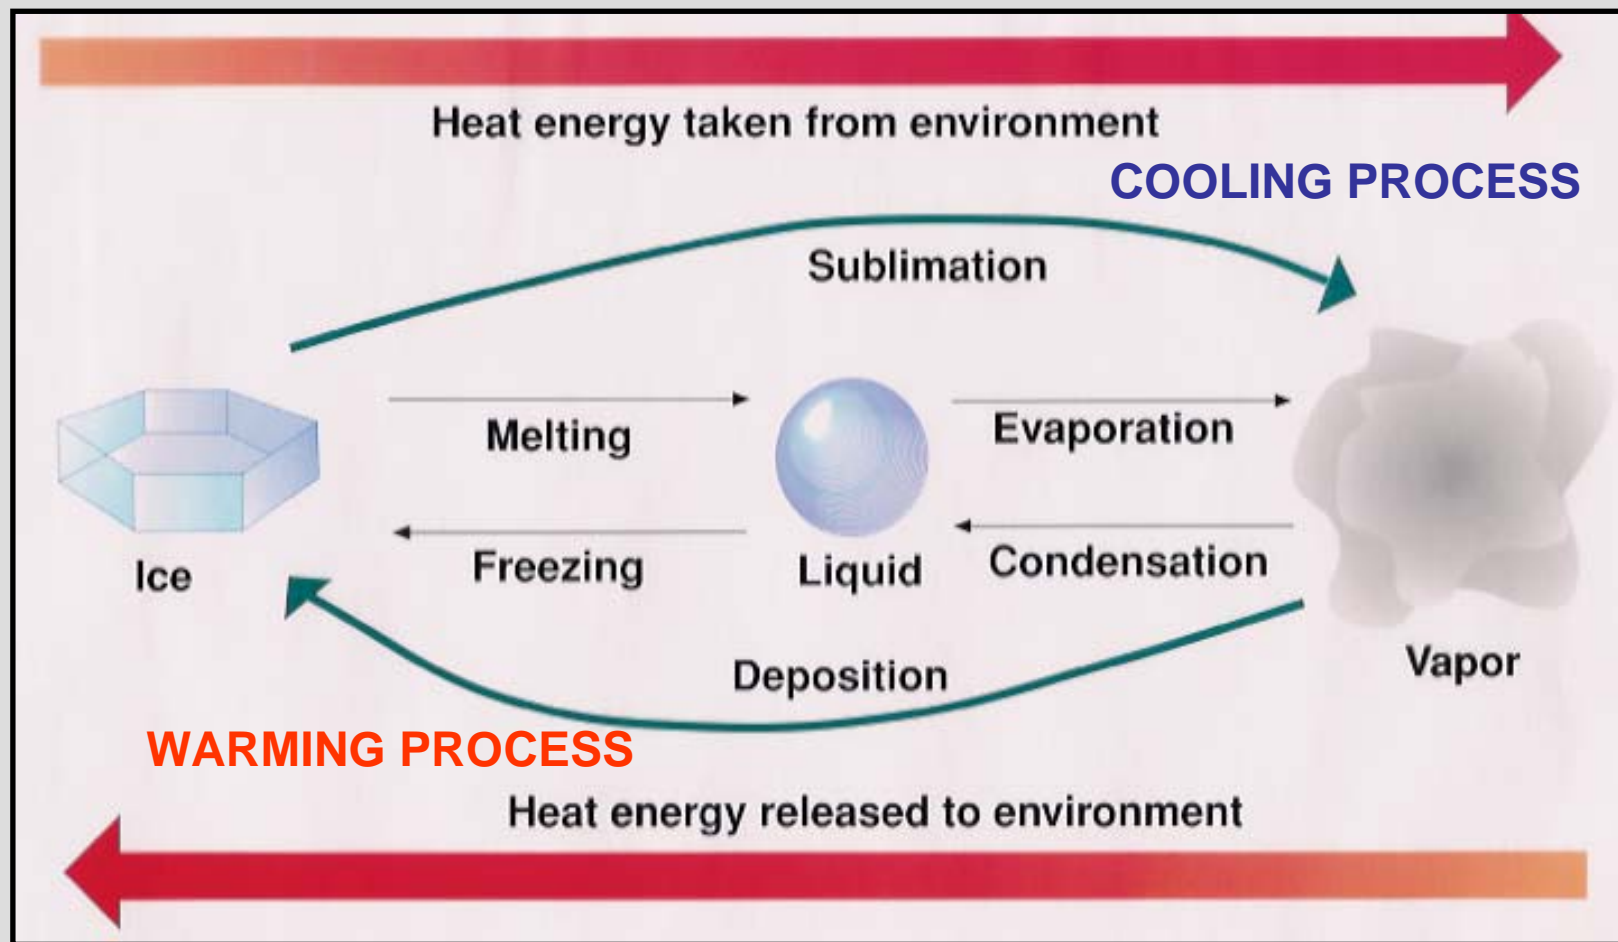 Heat energy taken from environment
COOLING PROCESS
Sublimation
Melting
Evaporation
Freezing
Condensation
Ice
Liquid
Vapor
Deposition
WARMING PROCESS
Heat energy released to environment